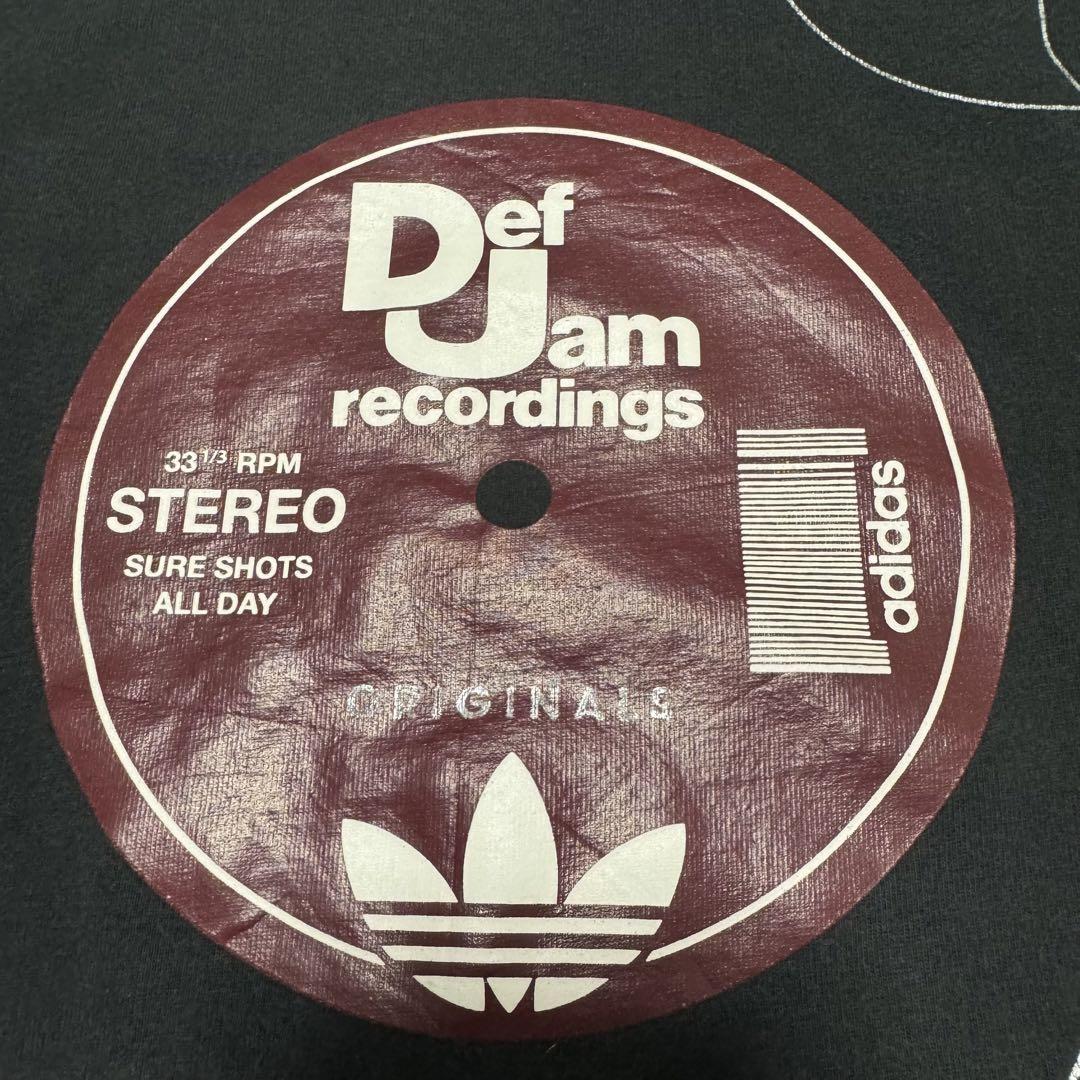 Def
Jam
recordings
33 1/3 RPM
STEREO
SURE SHOTS
ALL DAY
adidas
ORIGINALS